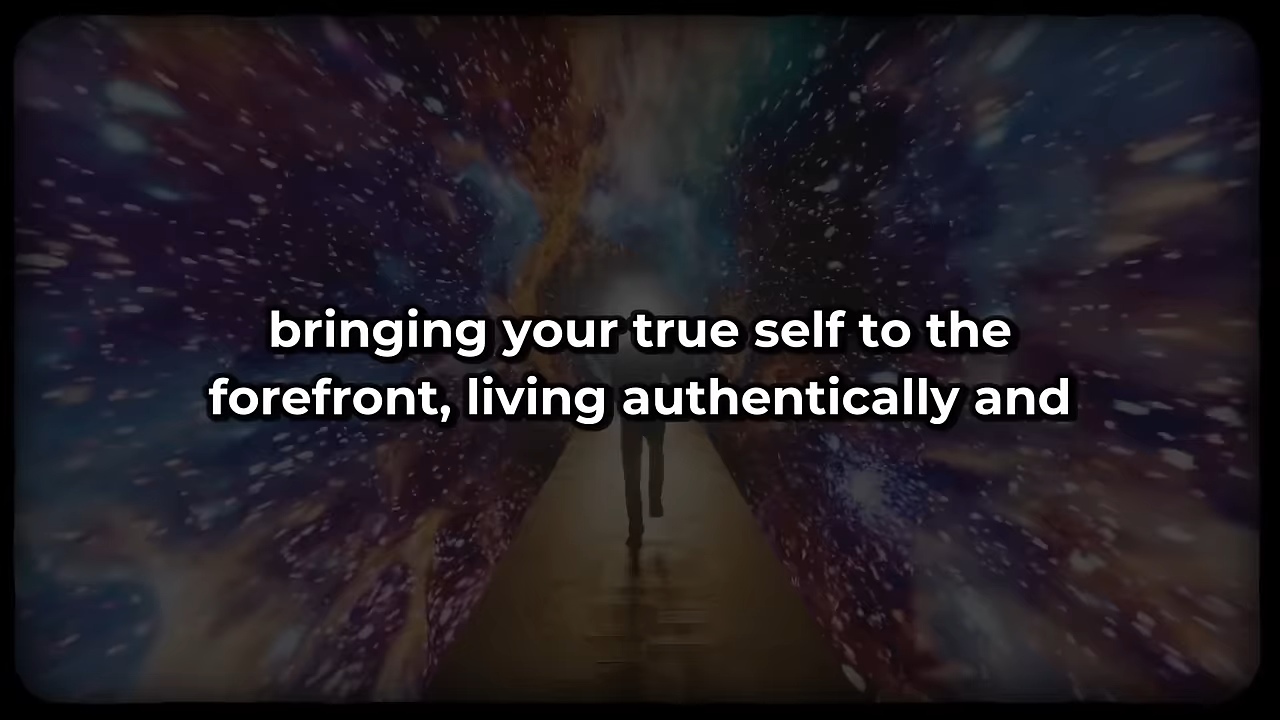 bringing your true self to the
forefront, living authentically and